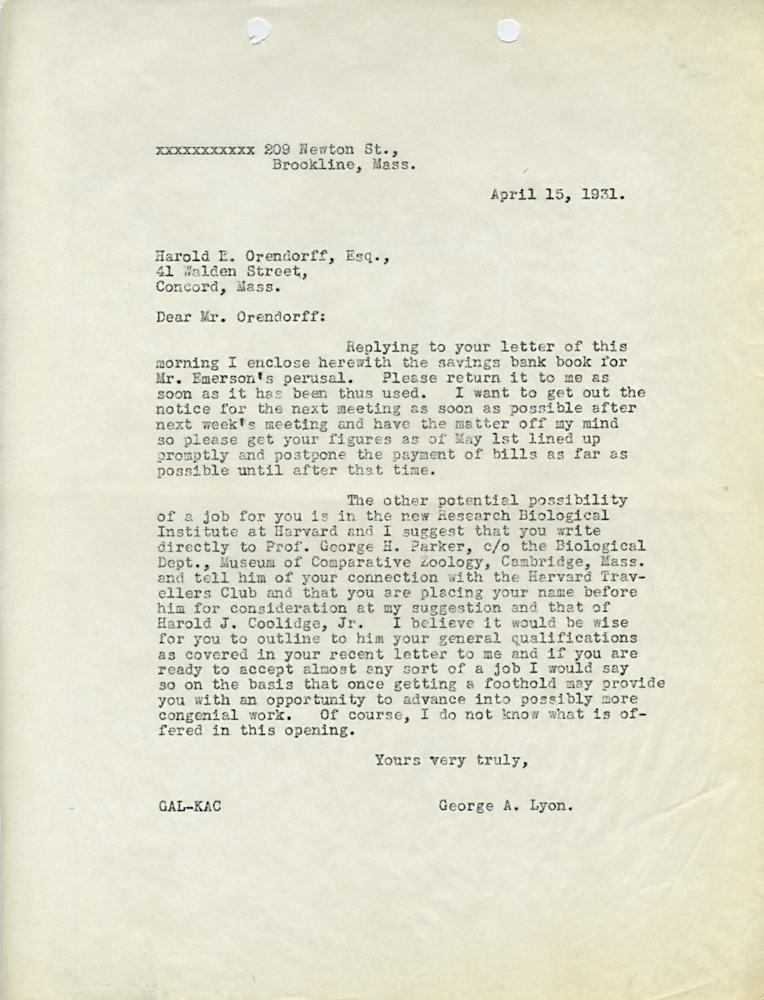 xxxxxxxxxxx 209 Newton St.,
Brookline, Mass.
April 15, 1931.
Harold E. Orendorff, Esq.,
41 Walden Street,
Concord, Mass.
Dear Mr. Orendorff:
Replying to your letter of this
morning I enclose herewith the savings bank book for
Mr. Emerson's perusal. Please return it to me as
soon as it has been thus used. I want to get out the
notice for the next meeting as soon as possible after
next week's meeting and have the matter off my mind
so please get your figures as of May 1st lined up
promptly and postpone the payment of bills as far as
possible until after that time.
The other potential possibility
of a job for you is in the new Research Biological
Institute at Harvard and I suggest that you write
directly to Prof. George H. Parker, c/o the Biological
Dept., Museum of Comparative Zoology, Cambridge, Mass.
and tell him of your connection with the Harvard Trav-
ellers Club and that you are placing your name before
him for consideration at my suggestion and that of
Harold J. Coolidge, Jr. I believe it would be wise
for you to outline to him your general qualifications
as covered in your recent letter to me and if you are
ready to accept almost any sort of a job I would say
so on the basis that once getting a foothold may provide
you with an opportunity to advance into possibly more
congenial work. Of course, I do not know what is of-
fered in this opening.
Yours very truly,
GAL-KAC George A. Lyon.